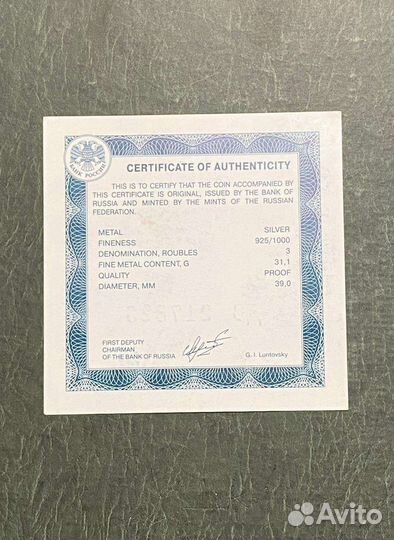 БАНК РОССИИ
CERTIFICATE OF AUTHENTICITY
THIS IS TO CERTIFY THAT THE COIN ACCOMPANIED BY
THIS CERTIFICATE IS ORIGINAL, ISSUED BY THE BANK OF
RUSSIA AND MINTED BY THE MINTS OF THE RUSSIAN
FEDERATION.
METAL SILVER
FINENESS 925/1000
DENOMINATION, ROUBLES 3
FINE METAL CONTENT, G 31,1
QUALITY PROOF
DIAMETER, MM 39,0
FIRST DEPUTY
CHAIRMAN
OF THE BANK OF RUSSIA G. I. Luntovsky
Avito